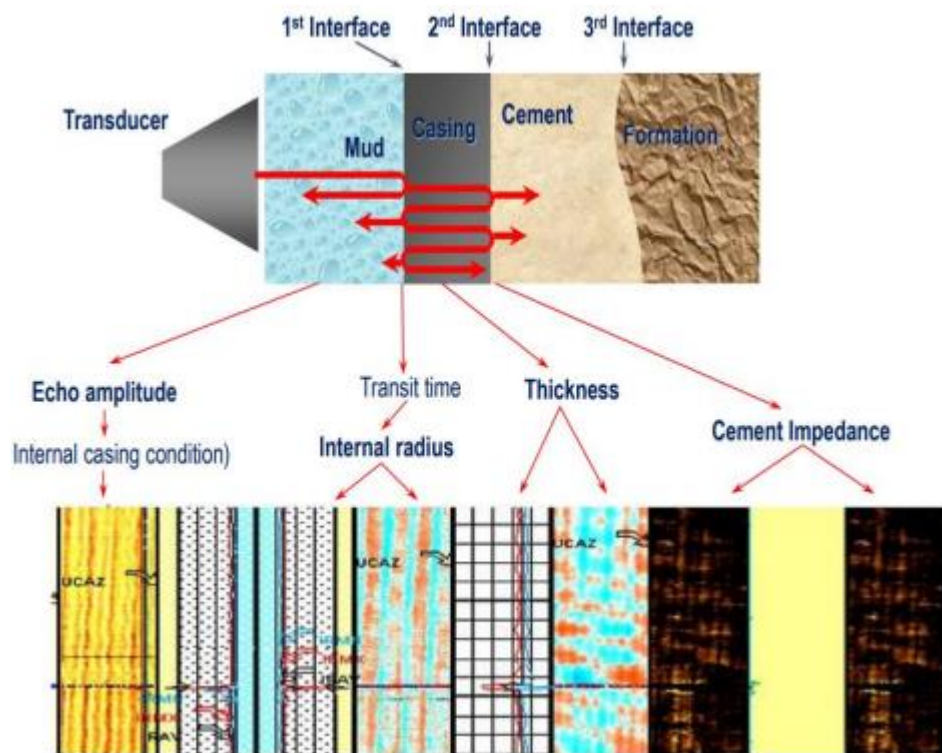 1st Interface
2nd Interface
3rd Interface
Transducer
Mud
Casing
Cement
Formation
Echo amplitude
Internal casing condition)
Transit time
Internal radius
Thickness
Cement Impedance
UCAZ
UCAZ
UCAZ